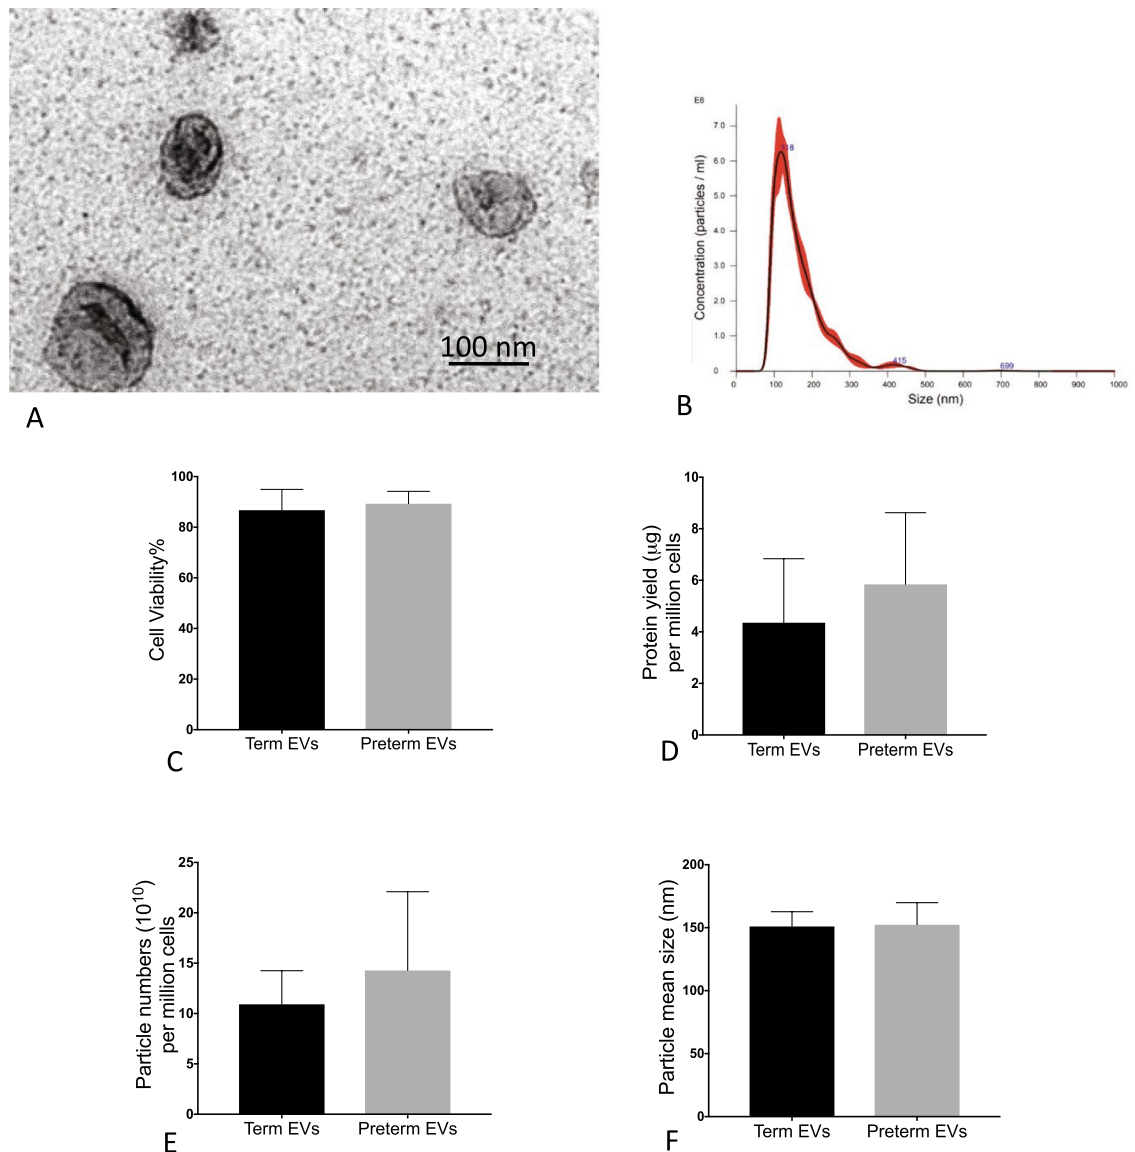 100 nm
A
E6
7.0
6.0
5.0
4.0
3.0
2.0
1.0
0
118
415
699
0 100 200 300 400 500 600 700 800 900 1000
Concentration (particles / ml)
Size (nm)
B
100
80
60
40
20
0
Cell Viability%
Term EVs Preterm EVs
C
10
8
6
4
2
0
Protein yield (μg)
per million cells
Term EVs Preterm EVs
D
25
20
15
10
5
0
Particle numbers (10¹⁰)
per million cells
Term EVs Preterm EVs
E
200
150
100
50
0
Particle mean size (nm)
Term EVs Preterm EVs
F